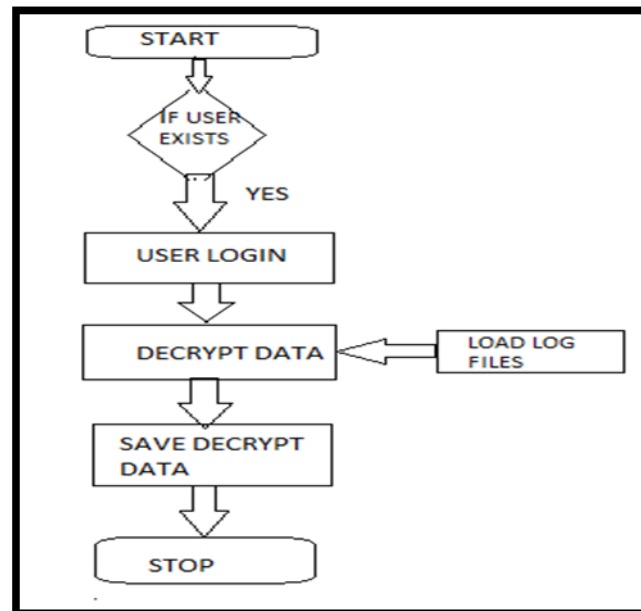 START
IF USER
EXISTS
YES
USER LOGIN
DECRYPT DATA
LOAD LOG
FILES
SAVE DECRYPT
DATA
STOP